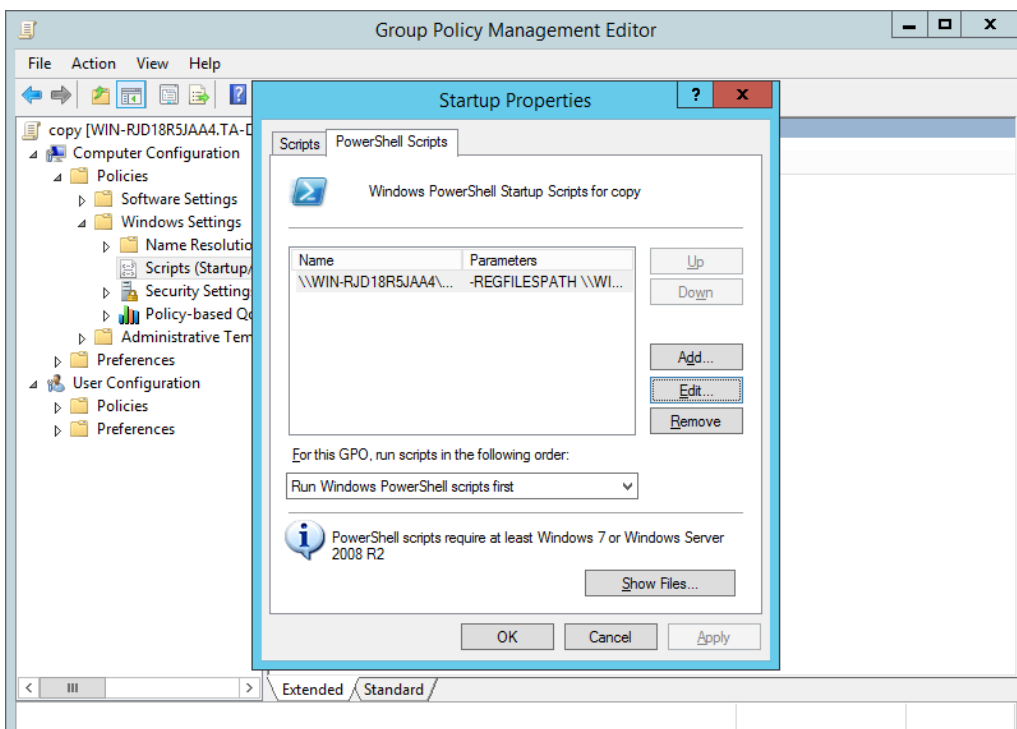 Group Policy Management Editor
File Action View Help
copy [WIN-RJD18R5JAA4.TA-D
Computer Configuration
Policies
Software Settings
Windows Settings
Name Resolutio
Scripts (Startup/
Security Setting
Policy-based Qo
Administrative Tem
Preferences
User Configuration
Policies
Preferences
Startup Properties
Scripts PowerShell Scripts
Windows PowerShell Startup Scripts for copy
Name Parameters
\\WIN-RJD18R5JAA4\... -REGFILESPATH \\WI...
Up
Down
Add...
Edit...
Remove
For this GPO, run scripts in the following order:
Run Windows PowerShell scripts first
PowerShell scripts require at least Windows 7 or Windows Server
2008 R2
Show Files...
OK Cancel Apply
Extended Standard